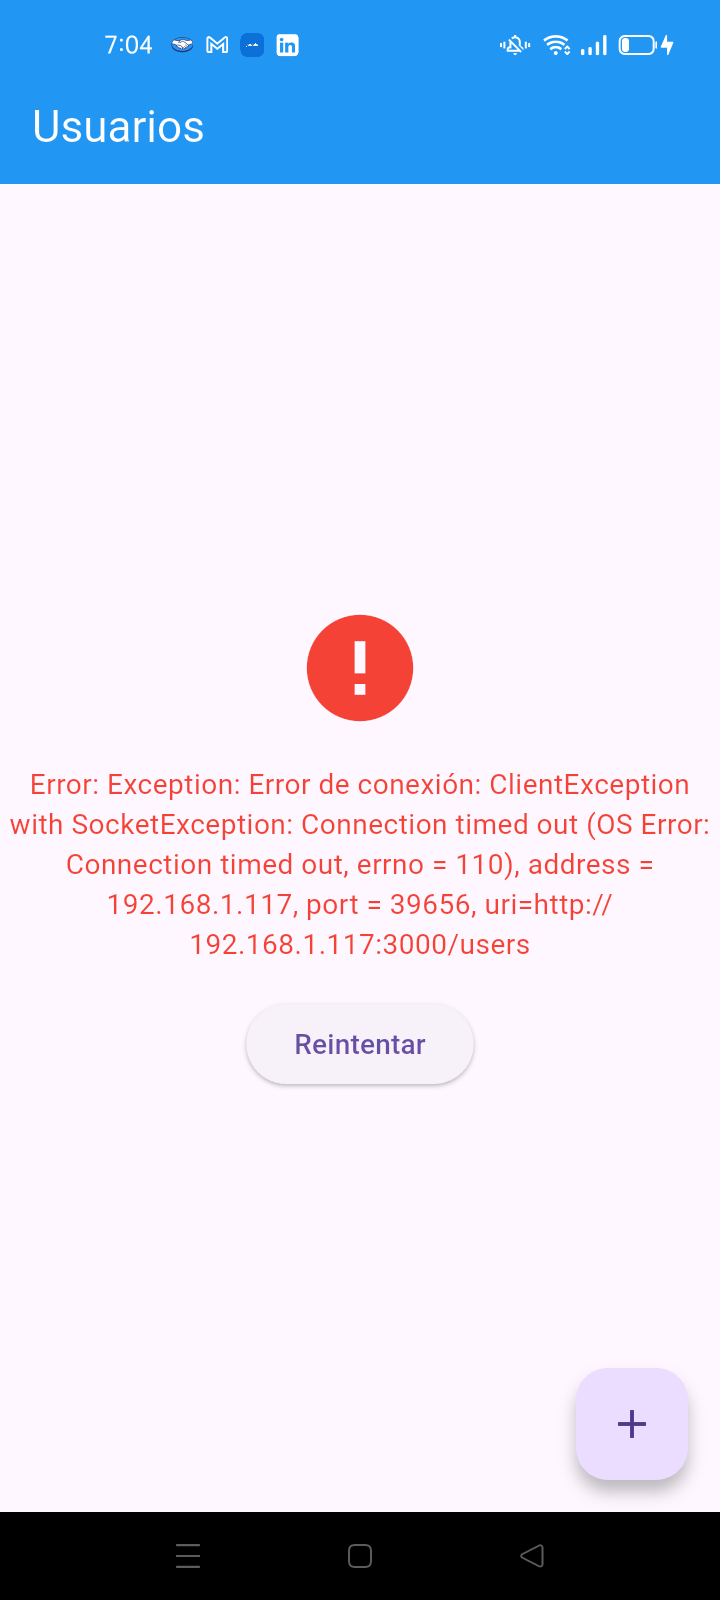 7:04
in
Usuarios
Error: Exception: Error de conexión: ClientException
with SocketException: Connection timed out (OS Error:
Connection timed out, errno = 110), address =
192.168.1.117, port = 39656, uri=http://
192.168.1.117:3000/users
Reintentar